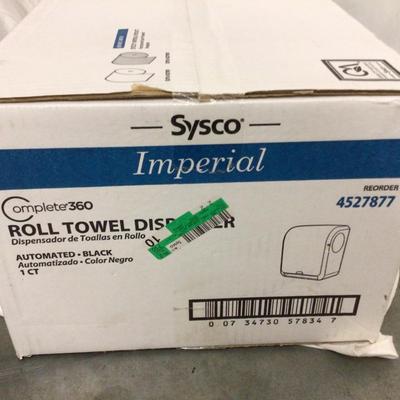 Sysco®
Imperial
REORDER
4527877
Complete360
ROLL TOWEL DISPENSER
Dispensador de Toallas en Rollo
AUTOMATED • BLACK
Automatizado • Color Negro
1 CT
10
0 07 34730 57834 7